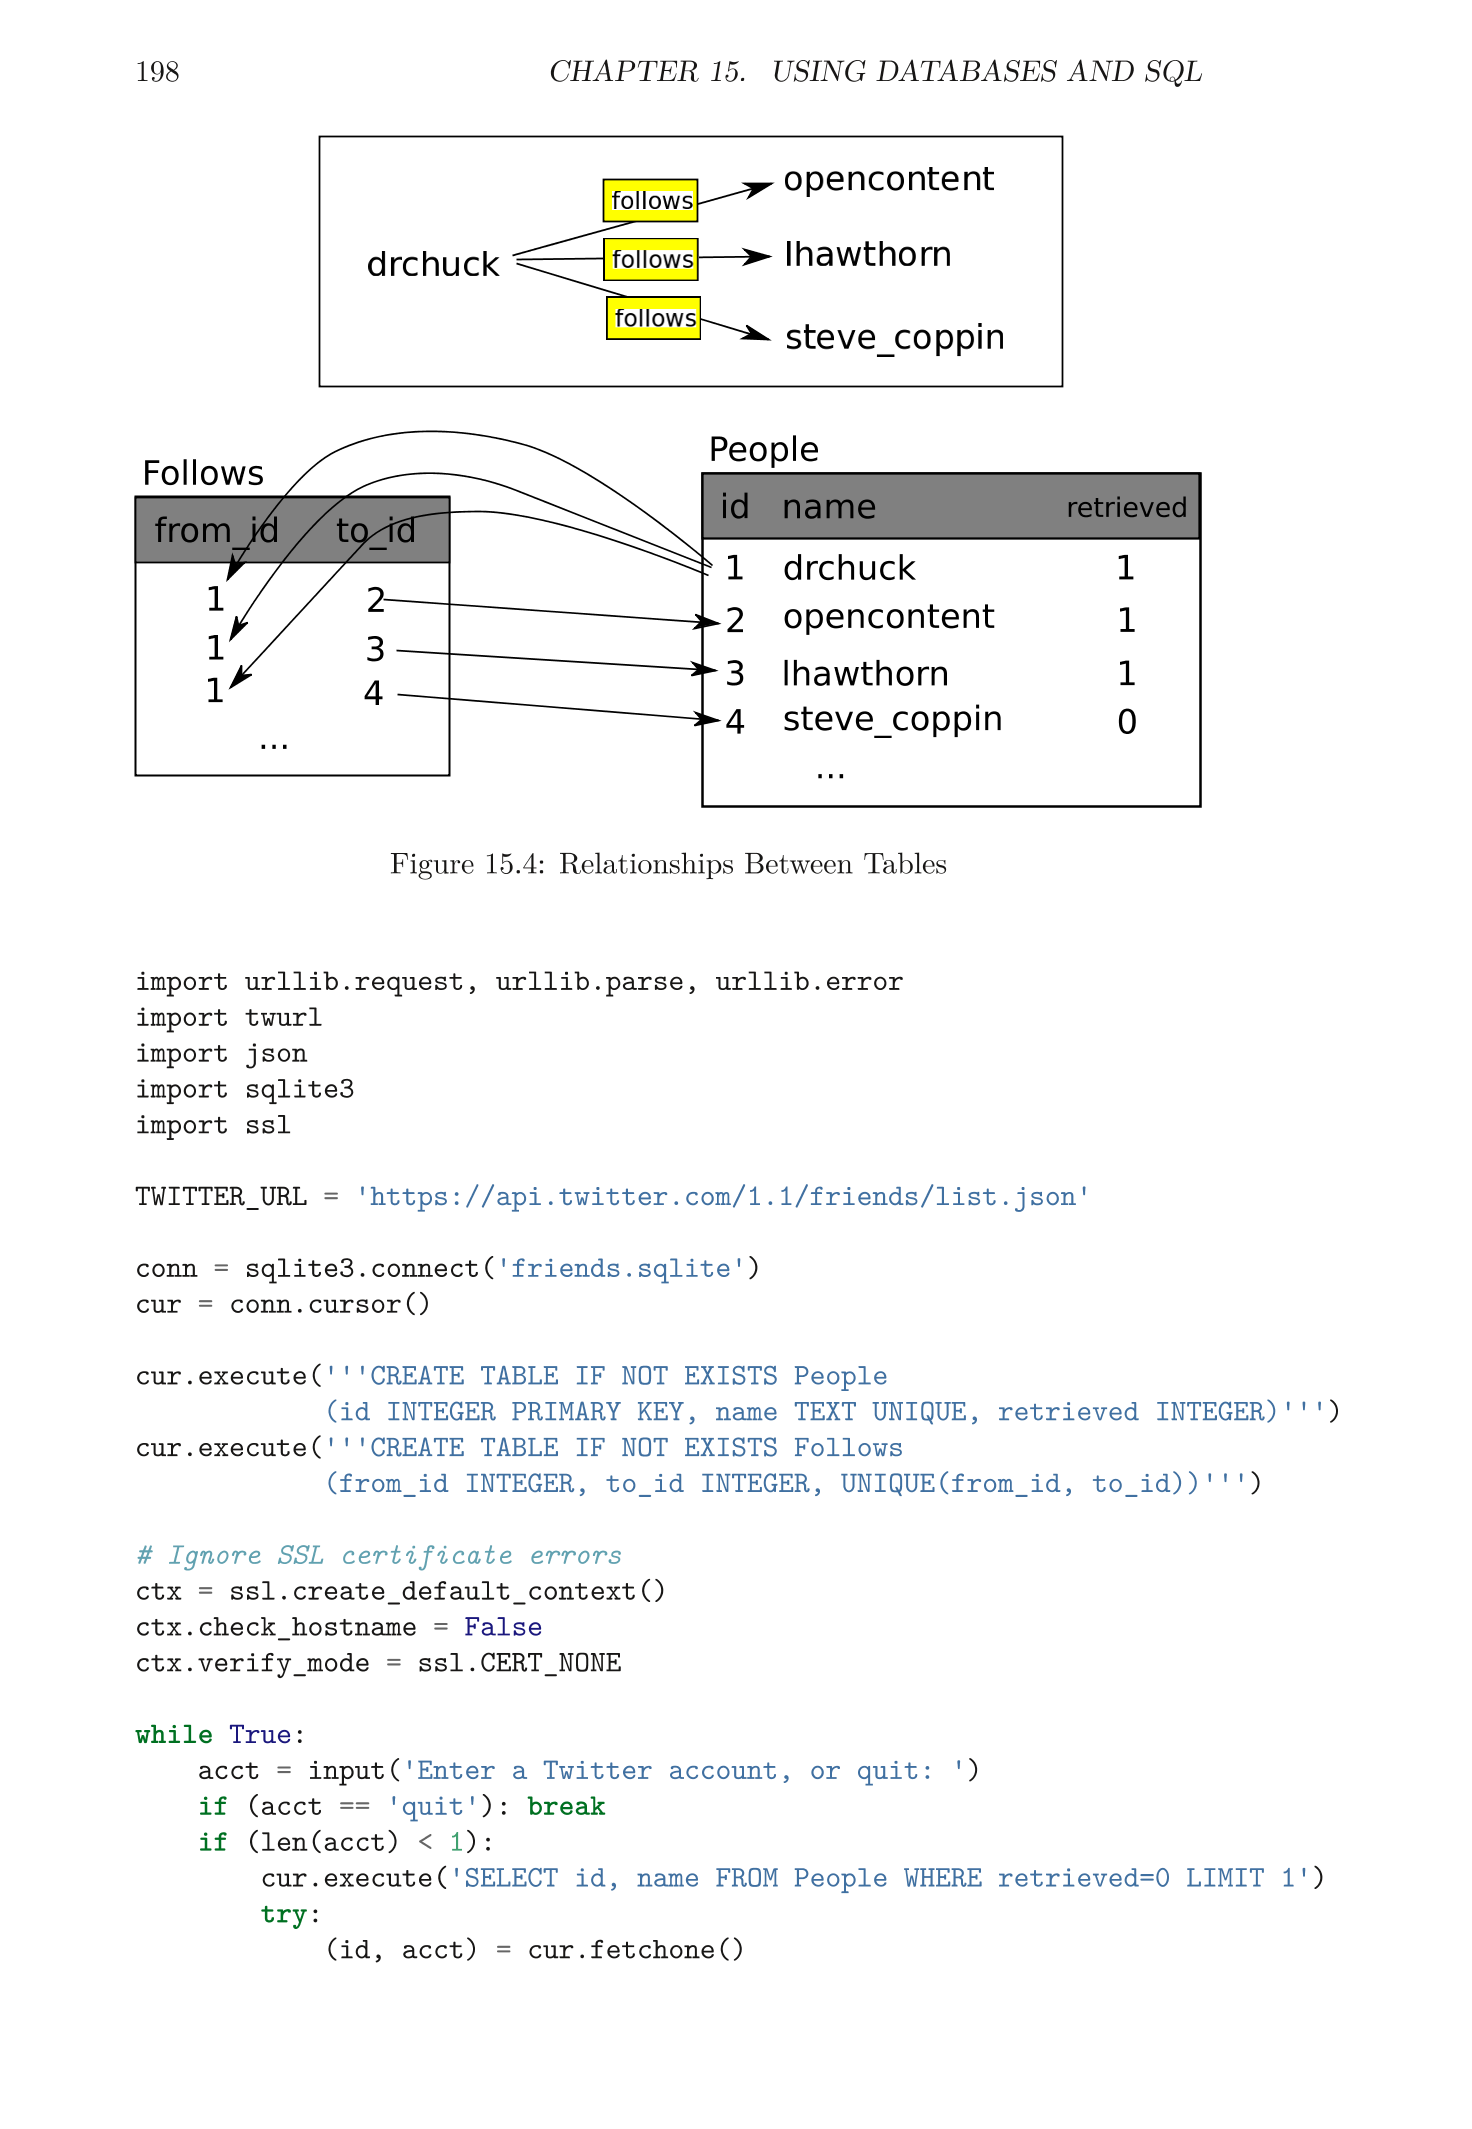 198 CHAPTER 15. USING DATABASES AND SQL
opencontent
follows
drchuck
follows
lhawthorn
follows
steve_coppin
Follows
from_id to_id
1 2
1 3
1 4
...
People
id name retrieved
1 drchuck 1
2 opencontent 1
3 lhawthorn 1
4 steve_coppin 0
...
Figure 15.4: Relationships Between Tables
import urllib.request, urllib.parse, urllib.error
import twurl
import json
import sqlite3
import ssl
TWITTER_URL = 'https://api.twitter.com/1.1/friends/list.json'
conn = sqlite3.connect('friends.sqlite')
cur = conn.cursor()
cur.execute('''CREATE TABLE IF NOT EXISTS People
            (id INTEGER PRIMARY KEY, name TEXT UNIQUE, retrieved INTEGER)''')
cur.execute('''CREATE TABLE IF NOT EXISTS Follows
            (from_id INTEGER, to_id INTEGER, UNIQUE(from_id, to_id))''')
# Ignore SSL certificate errors
ctx = ssl.create_default_context()
ctx.check_hostname = False
ctx.verify_mode = ssl.CERT_NONE
while True:
    acct = input('Enter a Twitter account, or quit: ')
    if (acct == 'quit'): break
    if (len(acct) < 1):
        cur.execute('SELECT id, name FROM People WHERE retrieved=0 LIMIT 1')
        try:
            (id, acct) = cur.fetchone()